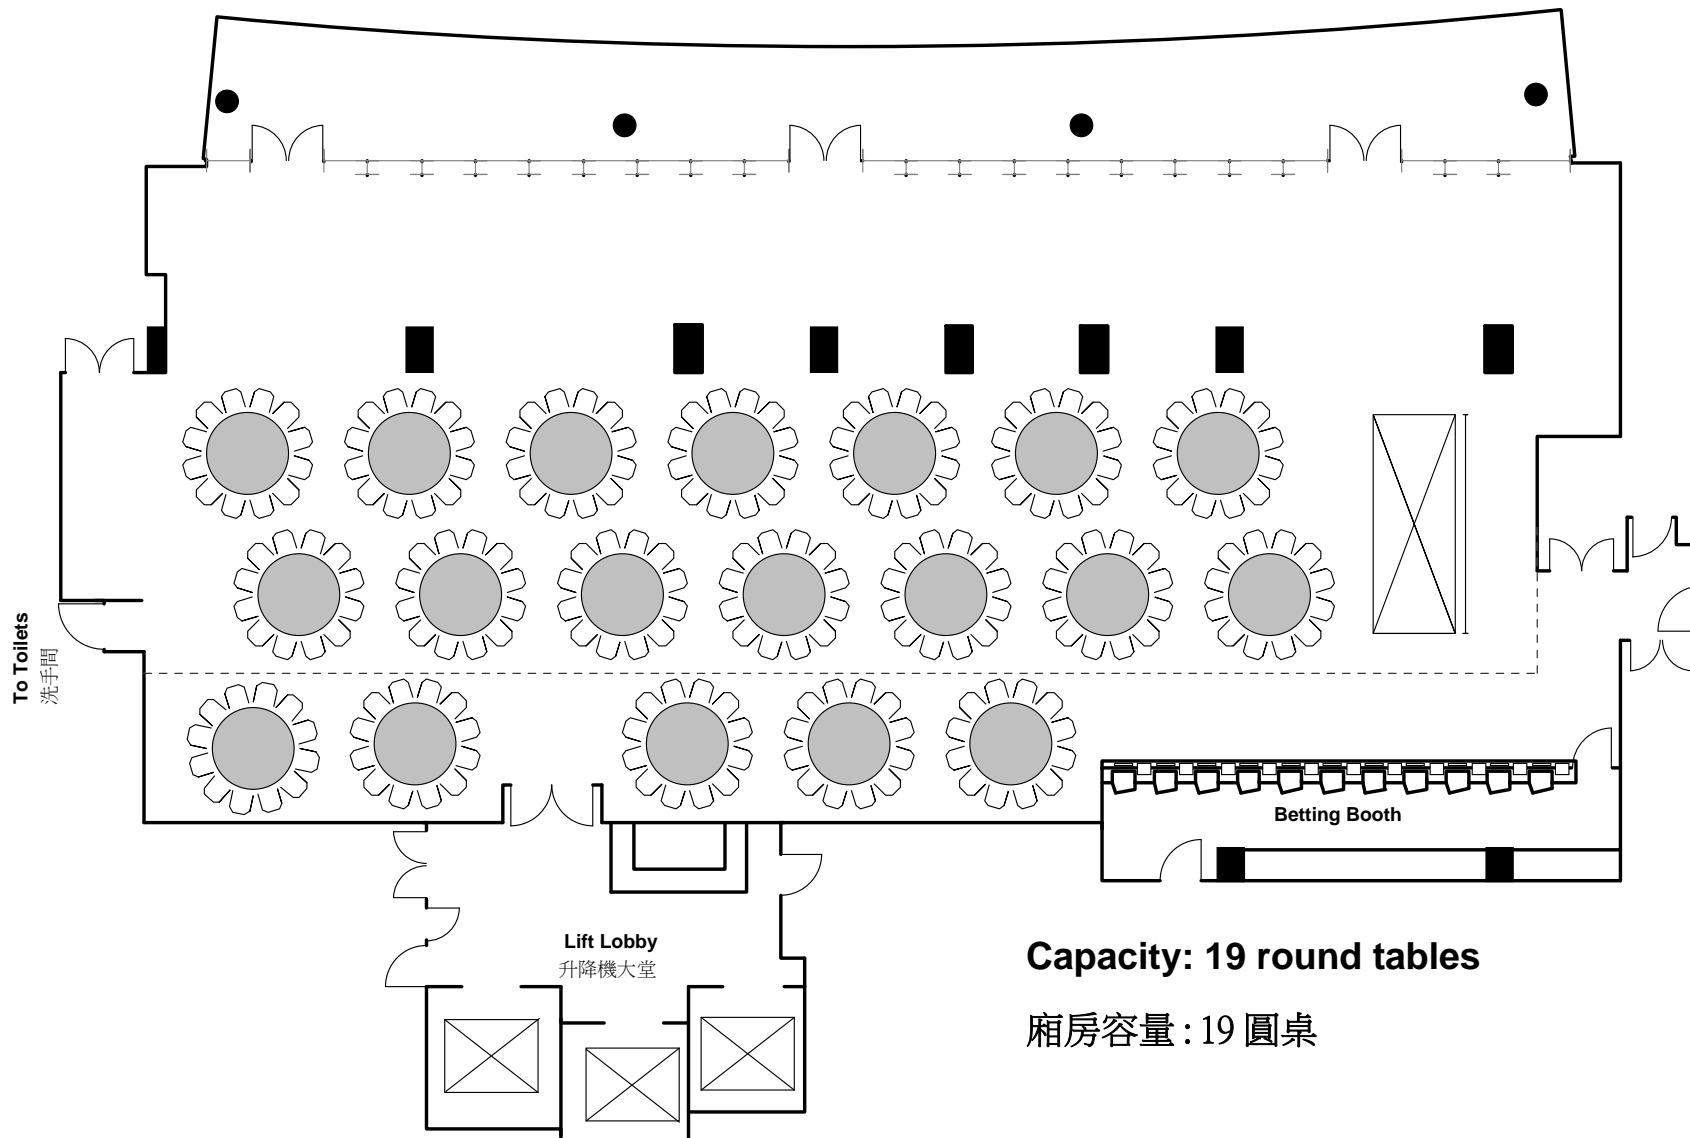 To Toilets
洗手間
Betting Booth
Lift Lobby
升降機大堂
Capacity: 19 round tables
廂房容量 : 19 圓桌